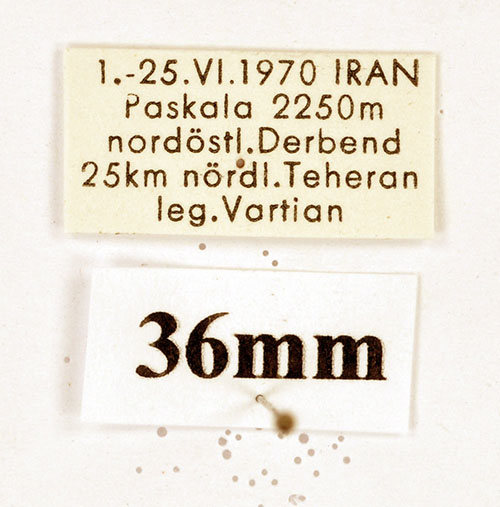 1.-25.VI.1970 IRAN
Paskala 2250m
nordöstl.Derbend
25km nördl.Teheran
leg.Vartian
36mm